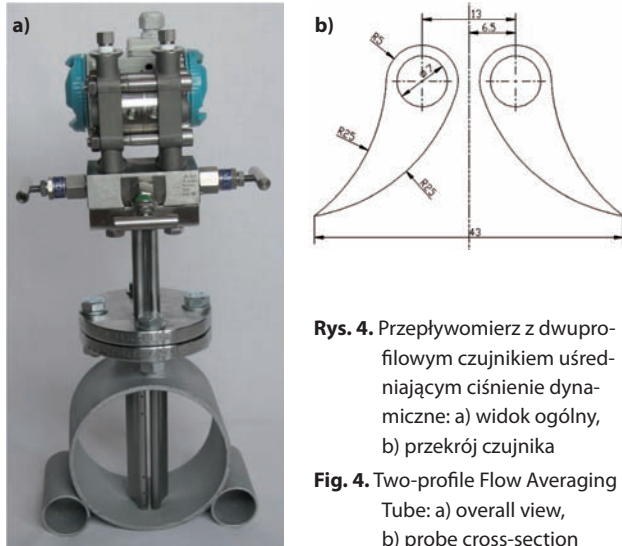 a)
b)
13
6.5
R5
Ø7
R25
R25
43
Rys. 4. Przepływomierz z dwupro-
filowym czujnikiem uśred-
niającym ciśnienie dyna-
miczne: a) widok ogólny,
b) przekrój czujnika
Fig. 4. Two-profile Flow Averaging
Tube: a) overall view,
b) probe cross-section